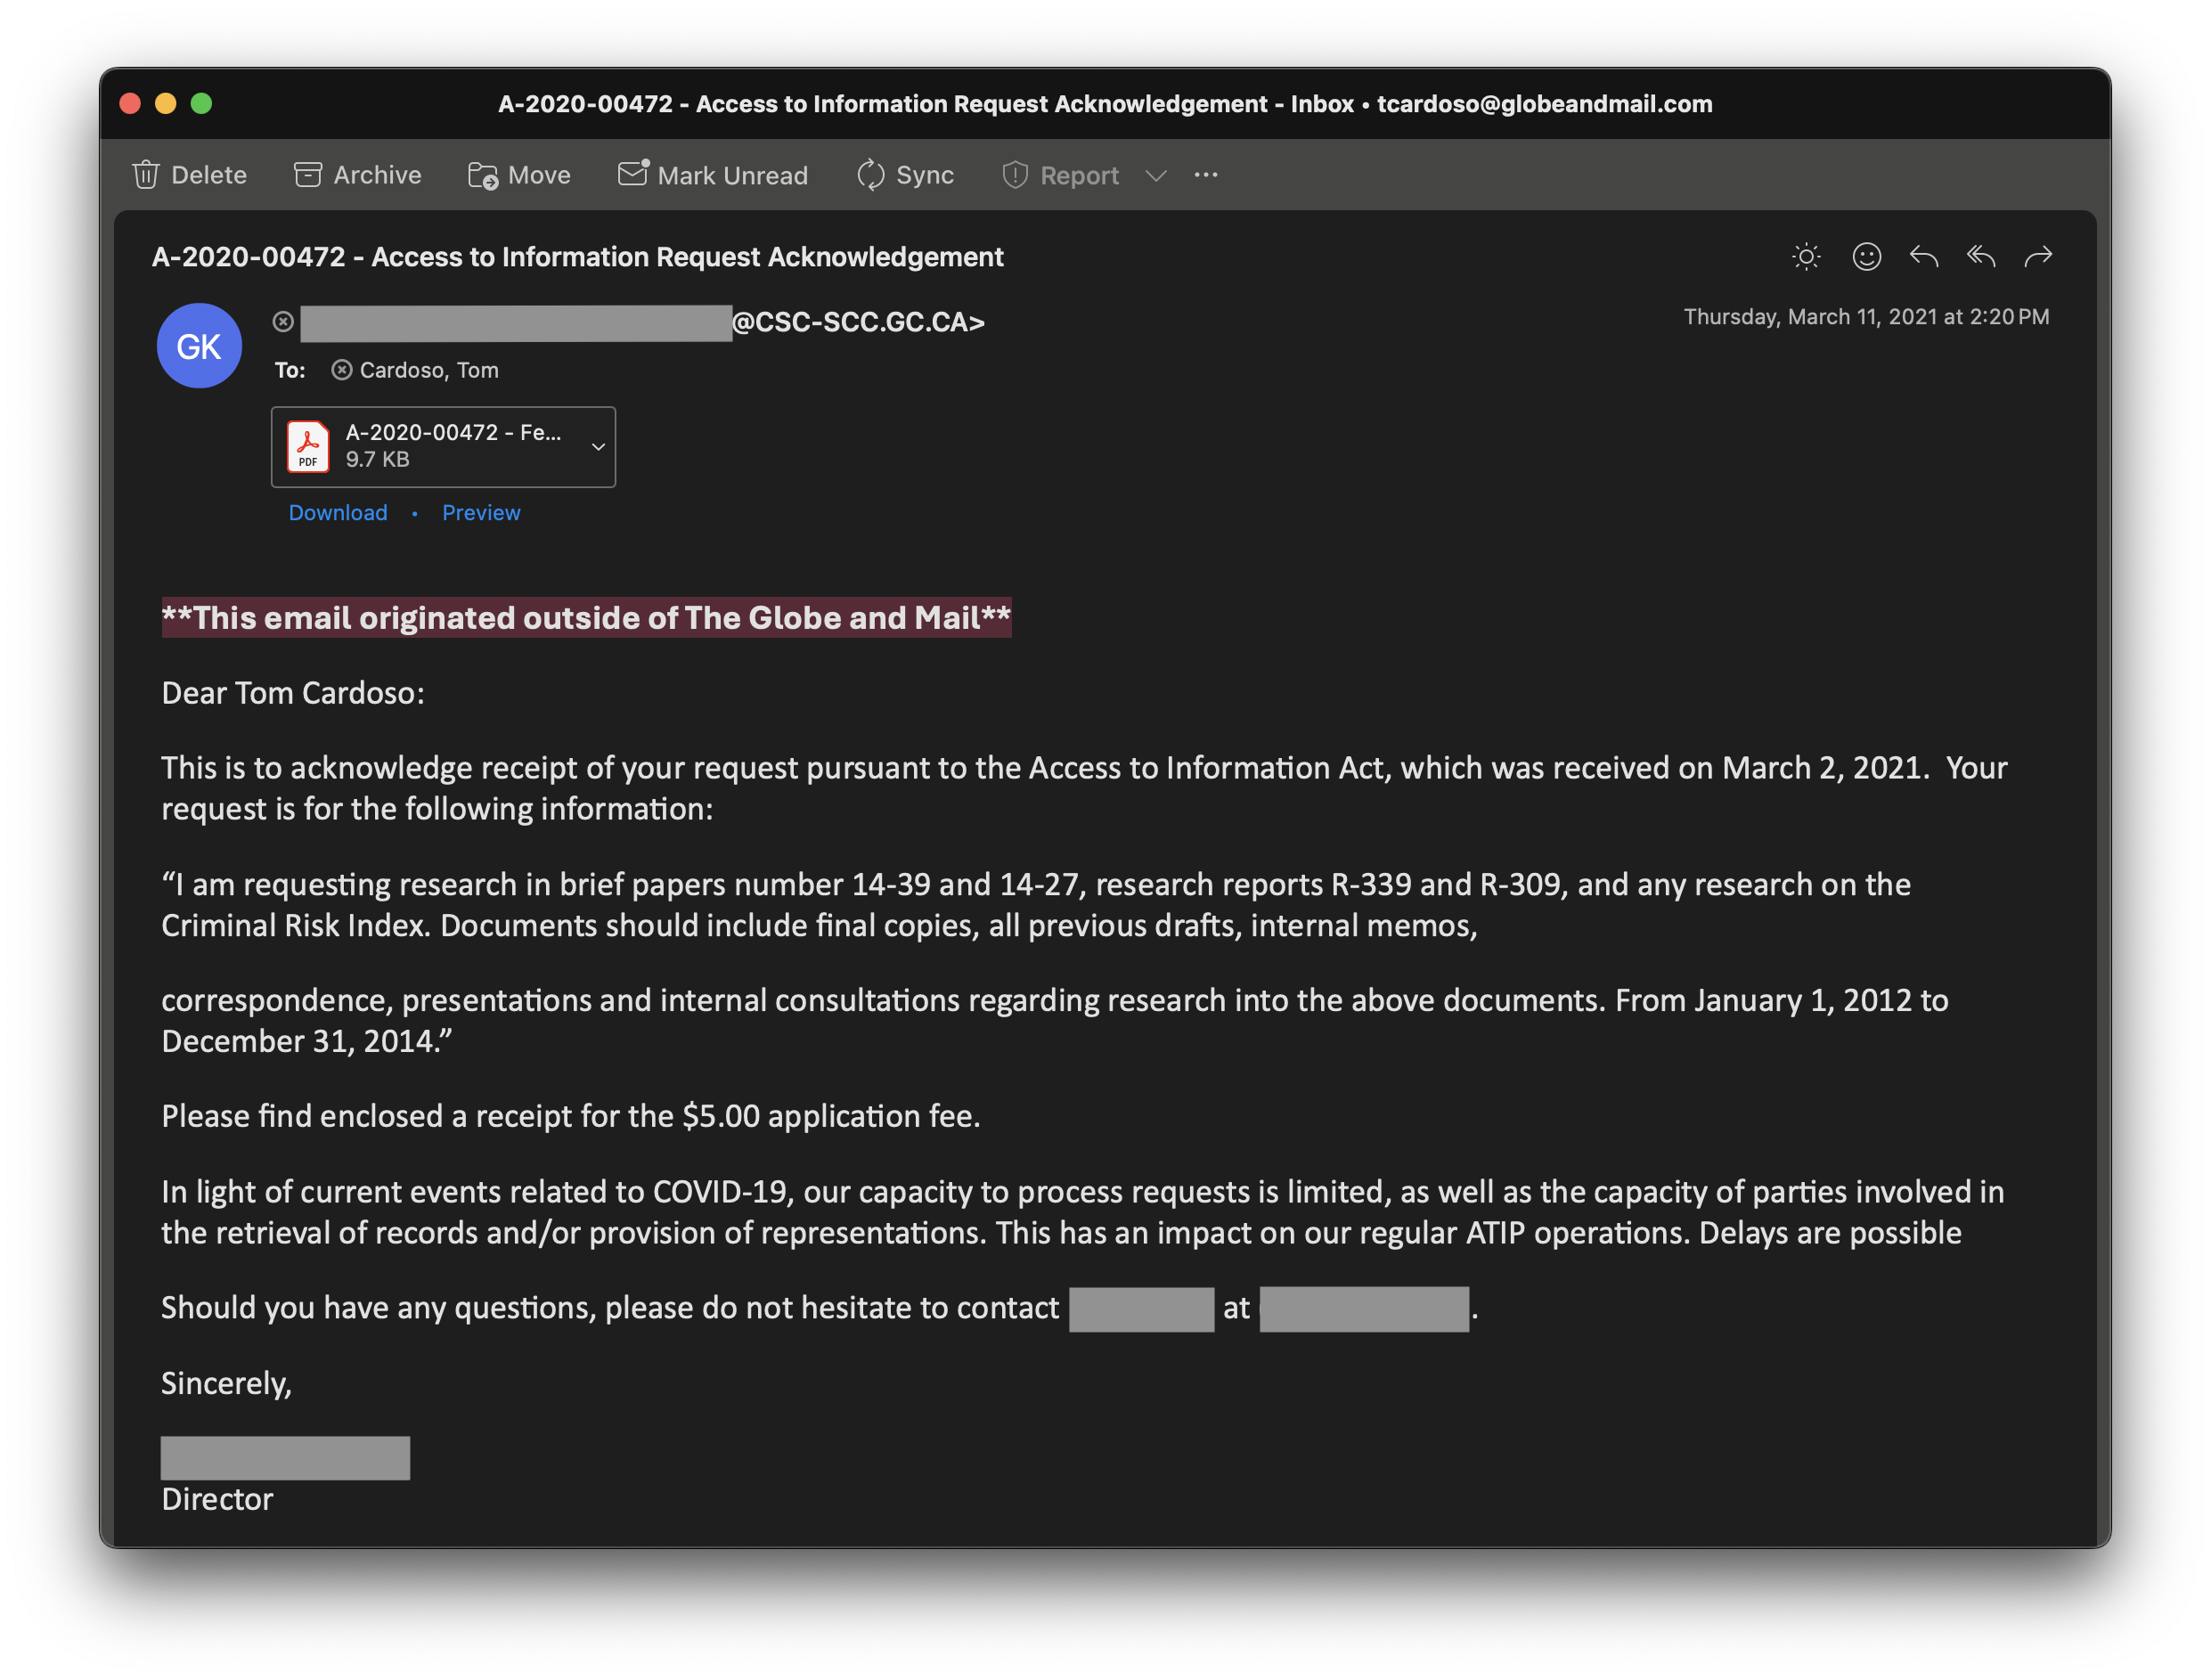 A-2020-00472 - Access to Information Request Acknowledgement - Inbox • tcardoso@globeandmail.com
Delete Archive Move Mark Unread Sync Report ···
A-2020-00472 - Access to Information Request Acknowledgement
GK @CSC-SCC.GC.CA> Thursday, March 11, 2021 at 2:20 PM
To: Cardoso, Tom
A-2020-00472 - Fe...
PDF 9.7 KB
Download • Preview
**This email originated outside of The Globe and Mail**
Dear Tom Cardoso:
This is to acknowledge receipt of your request pursuant to the Access to Information Act, which was received on March 2, 2021.  Your
request is for the following information:
“I am requesting research in brief papers number 14-39 and 14-27, research reports R-339 and R-309, and any research on the
Criminal Risk Index. Documents should include final copies, all previous drafts, internal memos,
correspondence, presentations and internal consultations regarding research into the above documents. From January 1, 2012 to
December 31, 2014.”
Please find enclosed a receipt for the $5.00 application fee.
In light of current events related to COVID-19, our capacity to process requests is limited, as well as the capacity of parties involved in
the retrieval of records and/or provision of representations. This has an impact on our regular ATIP operations. Delays are possible
Should you have any questions, please do not hesitate to contact at .
Sincerely,
Director